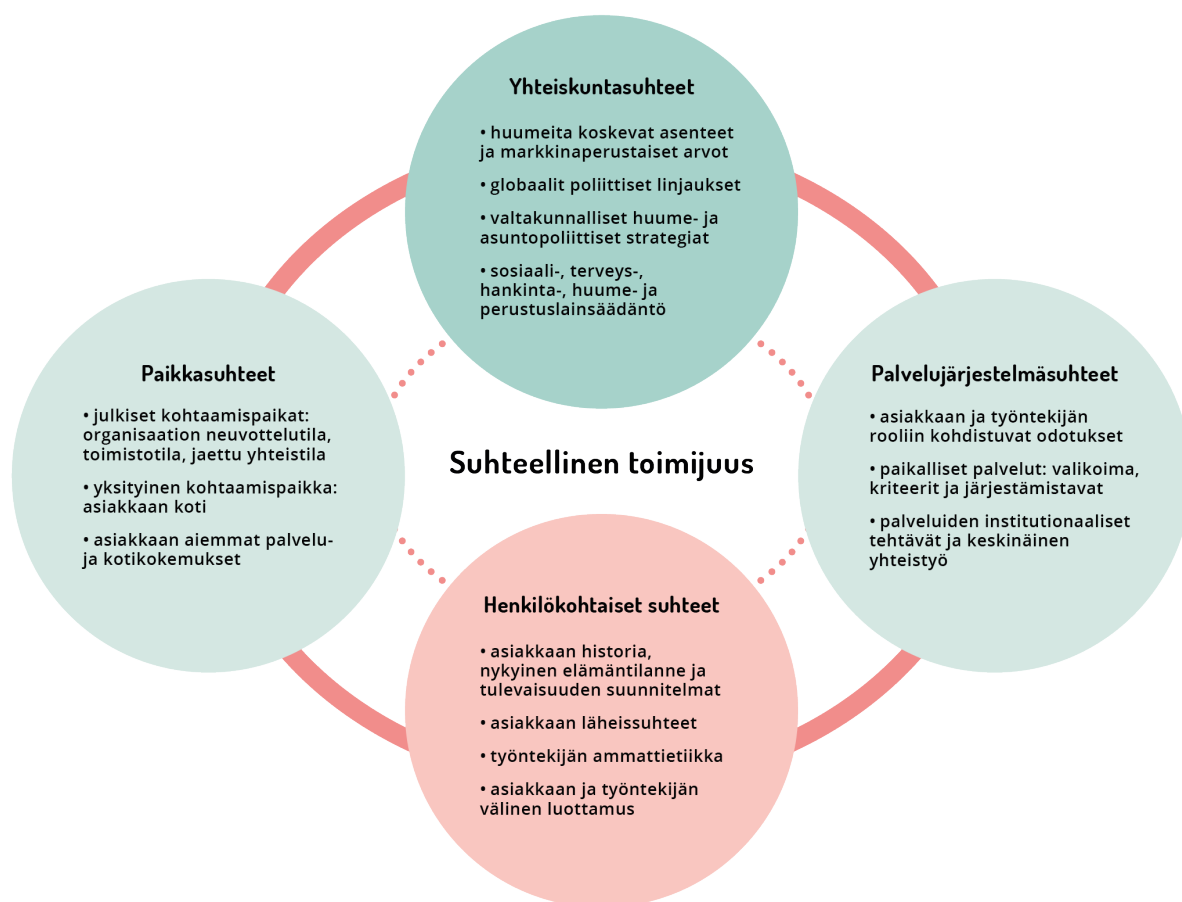 Yhteiskuntasuhteet
• huumeita koskevat asenteet
ja markkinaperustaiset arvot
• globaalit poliittiset linjaukset
• valtakunnalliset huume- ja
asuntopoliittiset strategiat
• sosiaali-, terveys-,
hankinta-, huume- ja
perustuslainsäädäntö
Paikkasuhteet
• julkiset kohtaamispaikat:
organisaation neuvottelutila,
toimistotila, jaettu yhteistila
• yksityinen kohtaamispaikka:
asiakkaan koti
• asiakkaan aiemmat palvelu-
ja kotikokemukset
Suhteellinen toimijuus
Palvelujärjestelmäsuhteet
• asiakkaan ja työntekijän
rooliin kohdistuvat odotukset
• paikalliset palvelut: valikoima,
kriteerit ja järjestämistavat
• palveluiden institutionaaliset
tehtävät ja keskinäinen
yhteistyö
Henkilökohtaiset suhteet
• asiakkaan historia,
nykyinen elämäntilanne ja
tulevaisuuden suunnitelmat
• asiakkaan läheissuhteet
• työntekijän ammattietiikka
• asiakkaan ja työntekijän
välinen luottamus